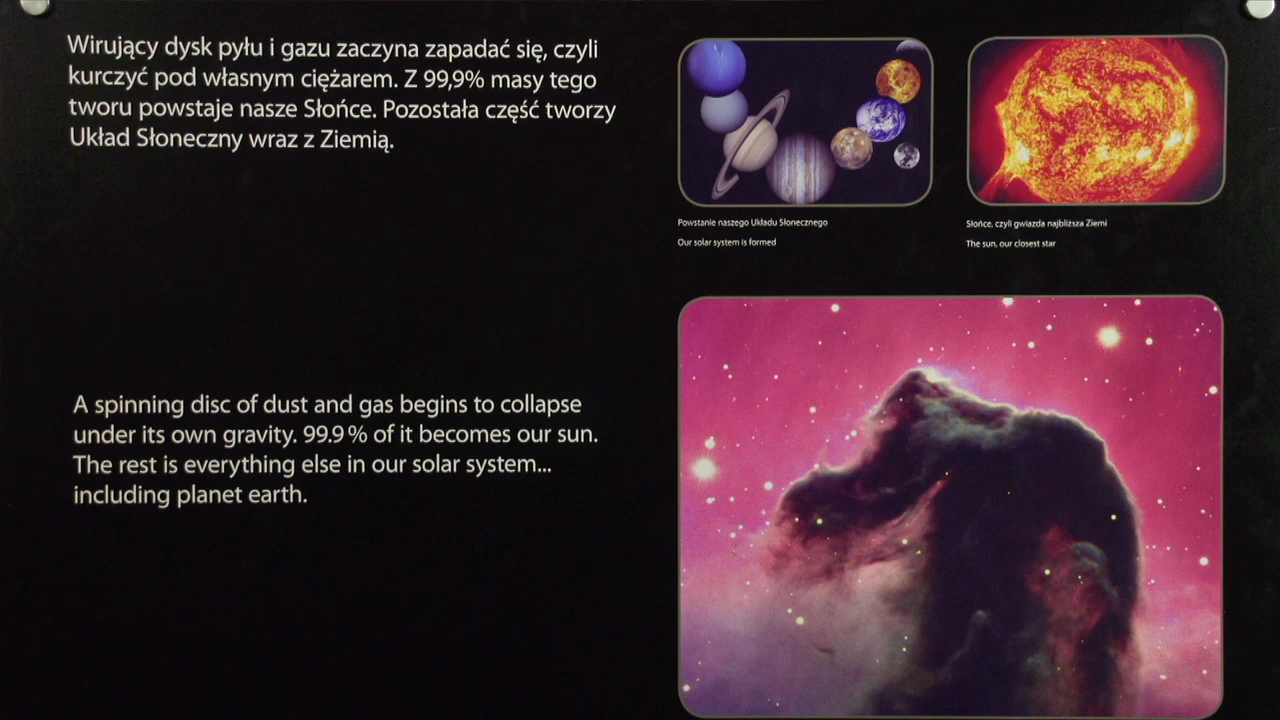 Wirujący dysk pyłu i gazu zaczyna zapadać się, czyli
kurczyć pod własnym ciężarem. Z 99,9% masy tego
tworu powstaje nasze Słońce. Pozostała część tworzy
Układ Słoneczny wraz z Ziemią.
Powstanie naszego Układu Słonecznego
Our solar system is formed
Słońce, czyli gwiazda najbliższa Ziemi
The sun, our closest star
A spinning disc of dust and gas begins to collapse
under its own gravity. 99.9 % of it becomes our sun.
The rest is everything else in our solar system...
including planet earth.